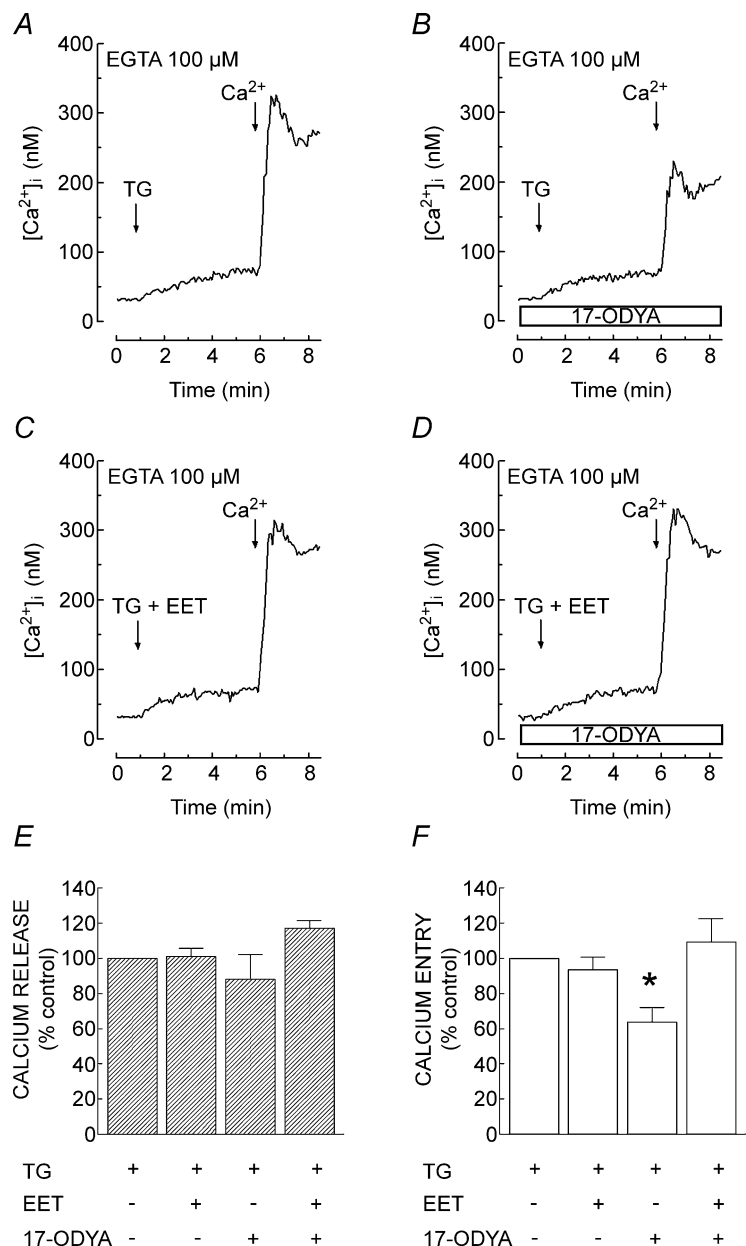 A
400
300
200
100
0
[Ca2+]i (nM)
EGTA 100 µM
Ca2+
TG
0 2 4 6 8
Time (min)
B
400
300
200
100
0
[Ca2+]i (nM)
EGTA 100 µM
Ca2+
TG
17-ODYA
0 2 4 6 8
Time (min)
C
400
300
200
100
0
[Ca2+]i (nM)
EGTA 100 µM
Ca2+
TG + EET
0 2 4 6 8
Time (min)
D
400
300
200
100
0
[Ca2+]i (nM)
EGTA 100 µM
Ca2+
TG + EET
17-ODYA
0 2 4 6 8
Time (min)
E
140
120
100
80
60
40
20
0
CALCIUM RELEASE
(% control)
TG + + + +
EET - + - +
17-ODYA - - + +
F
140
120
100
80
60
40
20
0
CALCIUM ENTRY
(% control)
*
TG + + + +
EET - + - +
17-ODYA - - + +